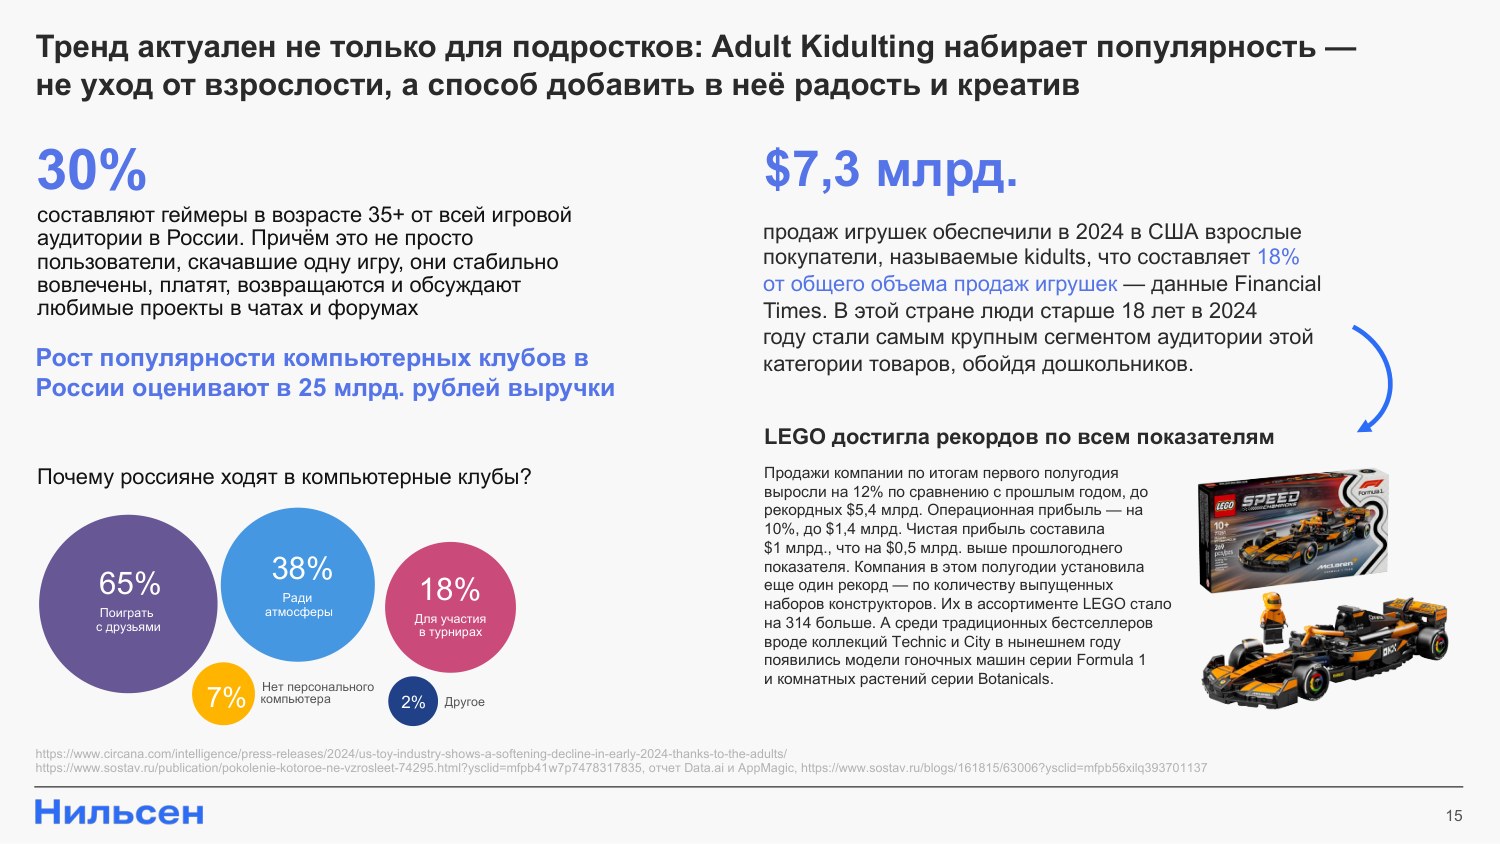 Тренд актуален не только для подростков: Adult Kidulting набирает популярность —
не уход от взрослости, а способ добавить в неё радость и креатив
30%
составляют геймеры в возрасте 35+ от всей игровой
аудитории в России. Причём это не просто
пользователи, скачавшие одну игру, они стабильно
вовлечены, платят, возвращаются и обсуждают
любимые проекты в чатах и форумах
Рост популярности компьютерных клубов в
России оценивают в 25 млрд. рублей выручки
Почему россияне ходят в компьютерные клубы?
65%
Поиграть
с друзьями
38%
Ради
атмосферы
18%
Для участия
в турнирах
7%
Нет персонального
компьютера
2%
Другое
$7,3 млрд.
продаж игрушек обеспечили в 2024 в США взрослые
покупатели, называемые kidults, что составляет 18%
от общего объема продаж игрушек — данные Financial
Times. В этой стране люди старше 18 лет в 2024
году стали самым крупным сегментом аудитории этой
категории товаров, обойдя дошкольников.
LEGO достигла рекордов по всем показателям
Продажи компании по итогам первого полугодия
выросли на 12% по сравнению с прошлым годом, до
рекордных $5,4 млрд. Операционная прибыль — на
10%, до $1,4 млрд. Чистая прибыль составила
$1 млрд., что на $0,5 млрд. выше прошлогоднего
показателя. Компания в этом полугодии установила
еще один рекорд — по количеству выпущенных
наборов конструкторов. Их в ассортименте LEGO стало
на 314 больше. А среди традиционных бестселлеров
вроде коллекций Technic и City в нынешнем году
появились модели гоночных машин серии Formula 1
и комнатных растений серии Botanicals.
LEGO
SPEED
CHAMPIONS
Formula 1
10+
269
McLaren
https://www.circana.com/intelligence/press-releases/2024/us-toy-industry-shows-a-softening-decline-in-early-2024-thanks-to-the-adults/
https://www.sostav.ru/publication/pokolenie-kotoroe-ne-vzrosleet-74295.html?ysclid=mfpb41w7p7478317835, отчет Data.ai и AppMagic, https://www.sostav.ru/blogs/161815/63006?ysclid=mfpb56xilq393701137
Нильсен
15